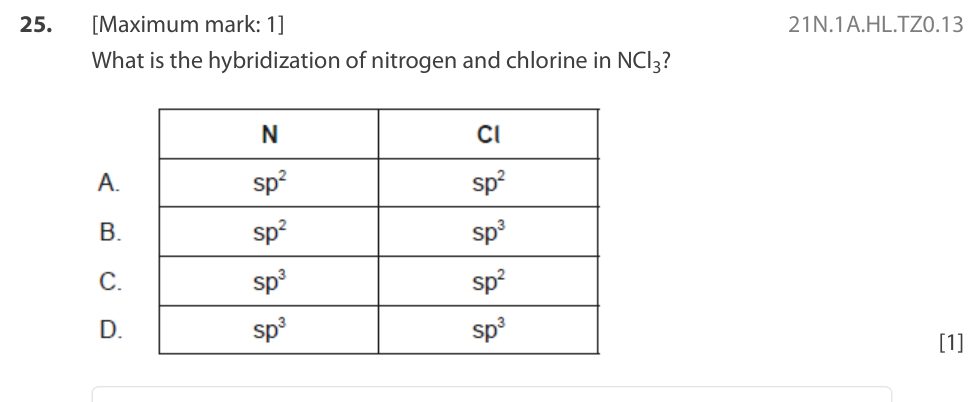 25. [Maximum mark: 1] 21N.1A.HL.TZ0.13
What is the hybridization of nitrogen and chlorine in NCl₃?
N Cl
A. sp² sp²
B. sp² sp³
C. sp³ sp²
D. sp³ sp³
[1]